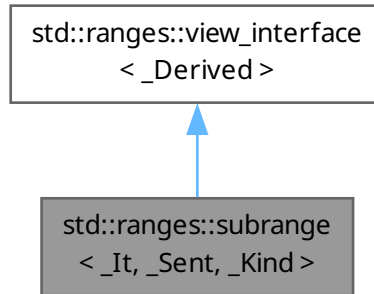 std::ranges::view_interface
< _Derived >
std::ranges::subrange
< _It, _Sent, _Kind >